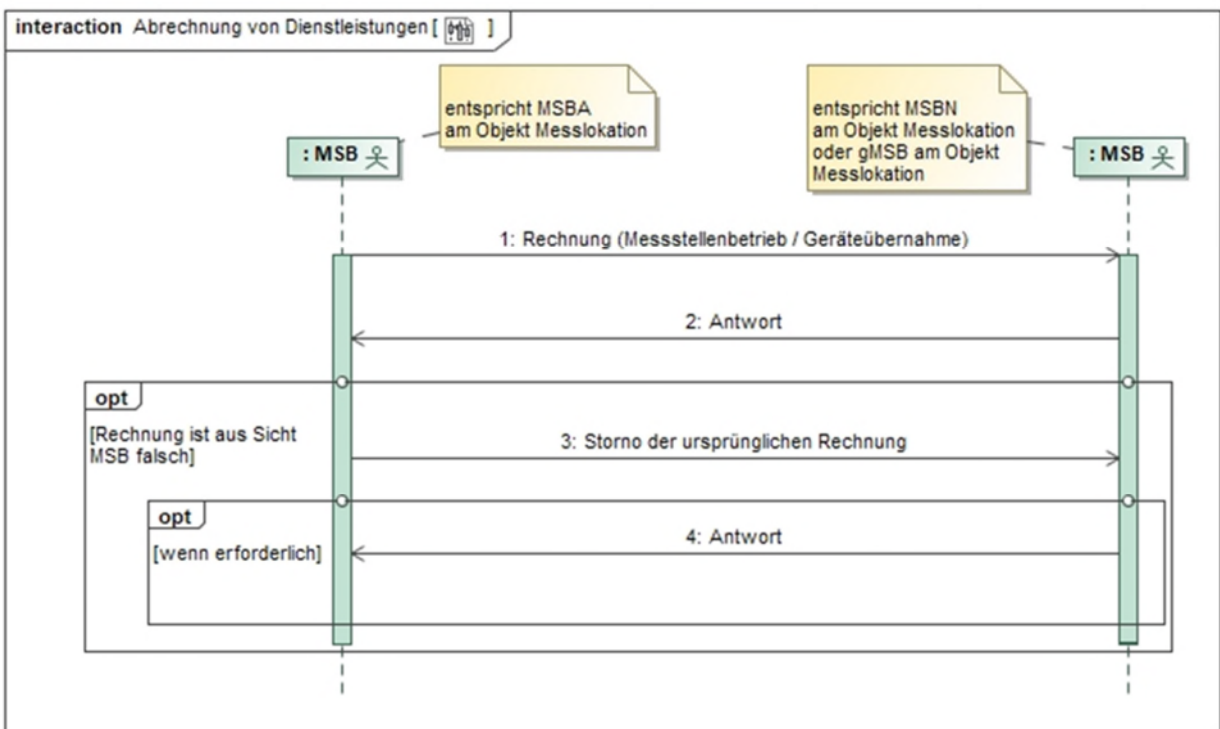 interaction Abrechnung von Dienstleistungen [ ]
entspricht MSBA
am Objekt Messlokation
entspricht MSBN
am Objekt Messlokation
oder gMSB am Objekt
Messlokation
: MSB
: MSB
1: Rechnung (Messstellenbetrieb / Geräteübernahme)
2: Antwort
opt
[Rechnung ist aus Sicht
MSB falsch]
3: Storno der ursprünglichen Rechnung
opt
[wenn erforderlich]
4: Antwort